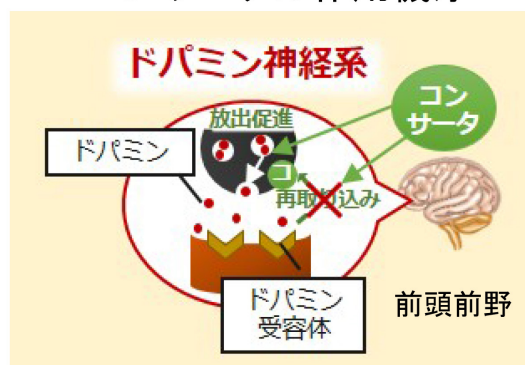 ドパミン神経系
コン
サータ
放出促進
ドパミン
コ
再取り込み
ドパミン
受容体
前頭前野